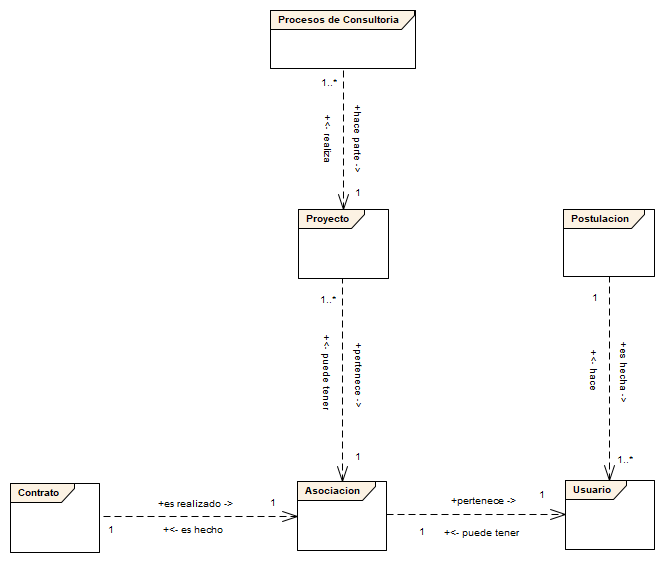 Procesos de Consultoria
1..*
+<- realiza
+hace parte ->
1
Proyecto
Postulacion
1..*
1
+<- puede tener
+pertenece ->
+<- hace
+es hecha ->
1
1..*
Contrato
Asociacion
Usuario
+es realizado ->
1
+pertenece ->
1
1
+<- es hecho
1
+<- puede tener